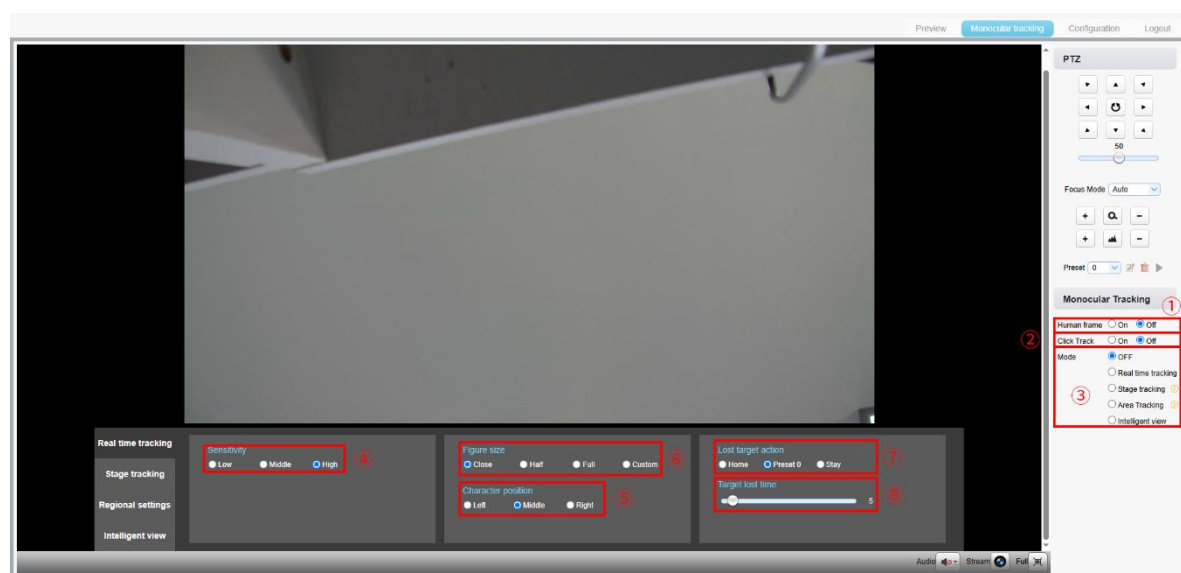 Preview Monocular tracking Configuration Logout
PTZ
50
Focus Mode Auto
+ −
+ −
Preset 0
Monocular Tracking ①
Human frame On Off
② Click Track On Off
Mode OFF
Real time tracking
③ Stage tracking
Area Tracking
Intelligent view
Real time tracking
Stage tracking
Regional settings
Intelligent view
Sensitivity
Low Middle High ④
Figure size
Close Half Full Custom ⑥
Character position
Left Middle Right ⑤
Lost target action
Home Preset 0 Stay ⑦
Target lost time
5 ⑧
Audio Stream Full